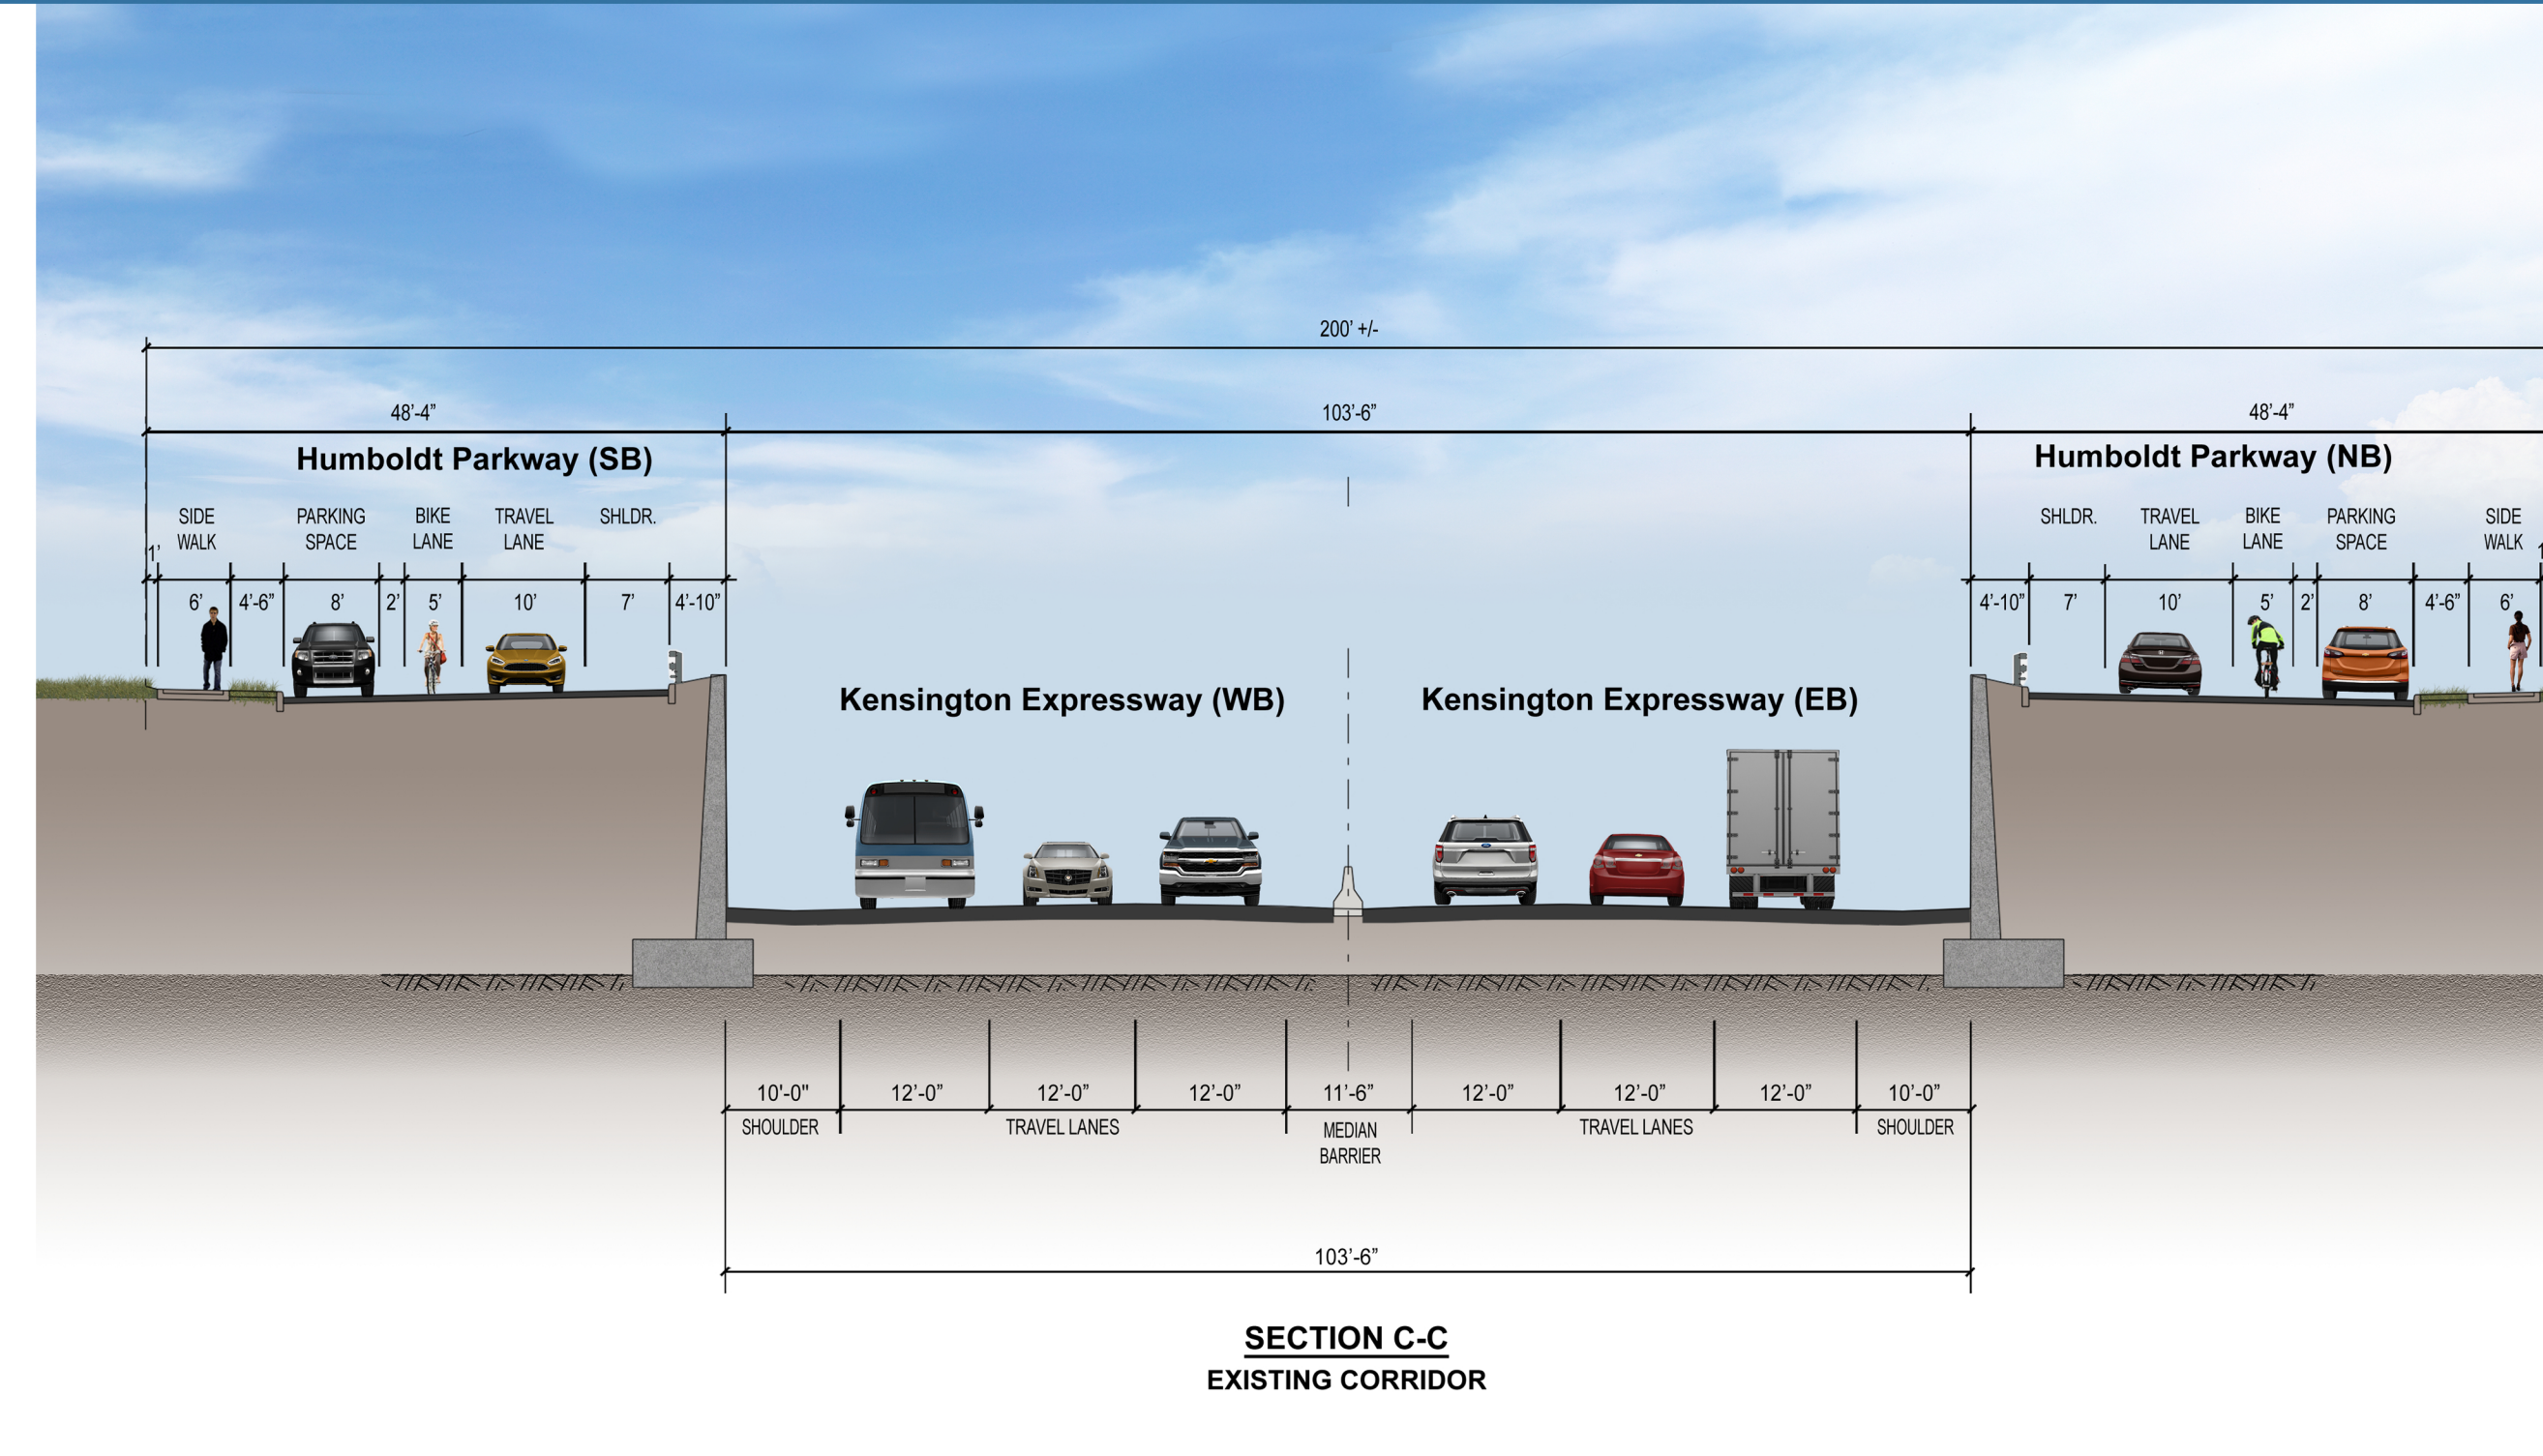 200’ +/-
48’-4”
103’-6”
48’-4”
Humboldt Parkway (SB)
Humboldt Parkway (NB)
SIDE
WALK
PARKING
SPACE
BIKE
LANE
TRAVEL
LANE
SHLDR.
SHLDR.
TRAVEL
LANE
BIKE
LANE
PARKING
SPACE
SIDE
WALK
1’
6’
4’-6”
8’
2’
5’
10’
7’
4’-10”
4’-10”
7’
10’
5’
2’
8’
4’-6”
6’
Kensington Expressway (WB)
Kensington Expressway (EB)
10'-0"
12’-0”
12’-0”
12’-0”
11’-6”
12’-0”
12’-0”
12’-0”
10’-0”
SHOULDER
TRAVEL LANES
MEDIAN
BARRIER
TRAVEL LANES
SHOULDER
103’-6”
SECTION C-C
EXISTING CORRIDOR